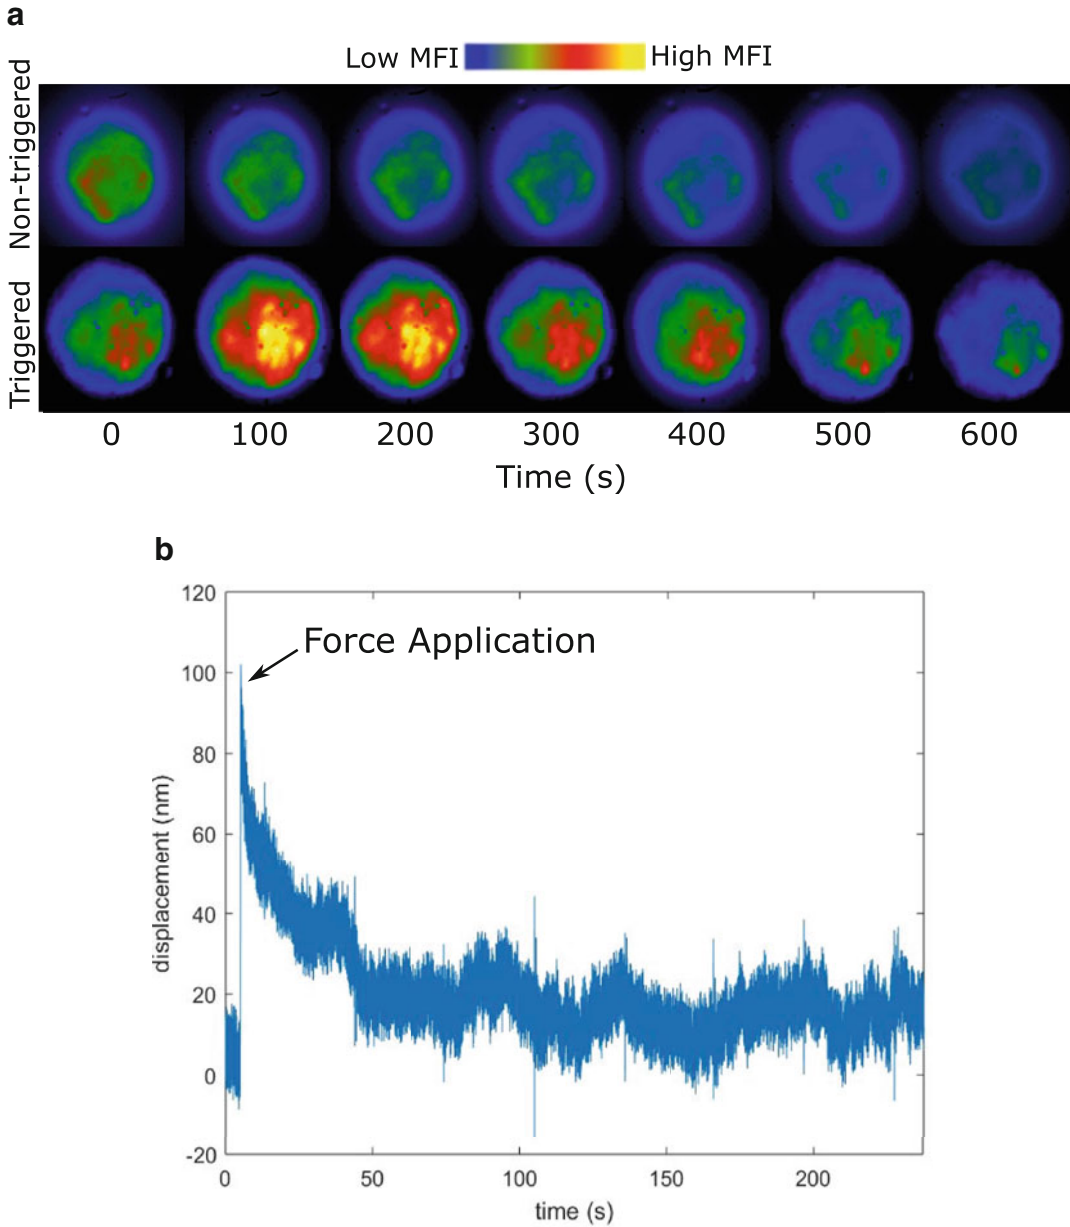 a
Low MFI High MFI
Non-triggered
Triggered
0 100 200 300 400 500 600
Time (s)
b
Force Application
120
100
80
60
40
20
0
-20
displacement (nm)
0 50 100 150 200
time (s)